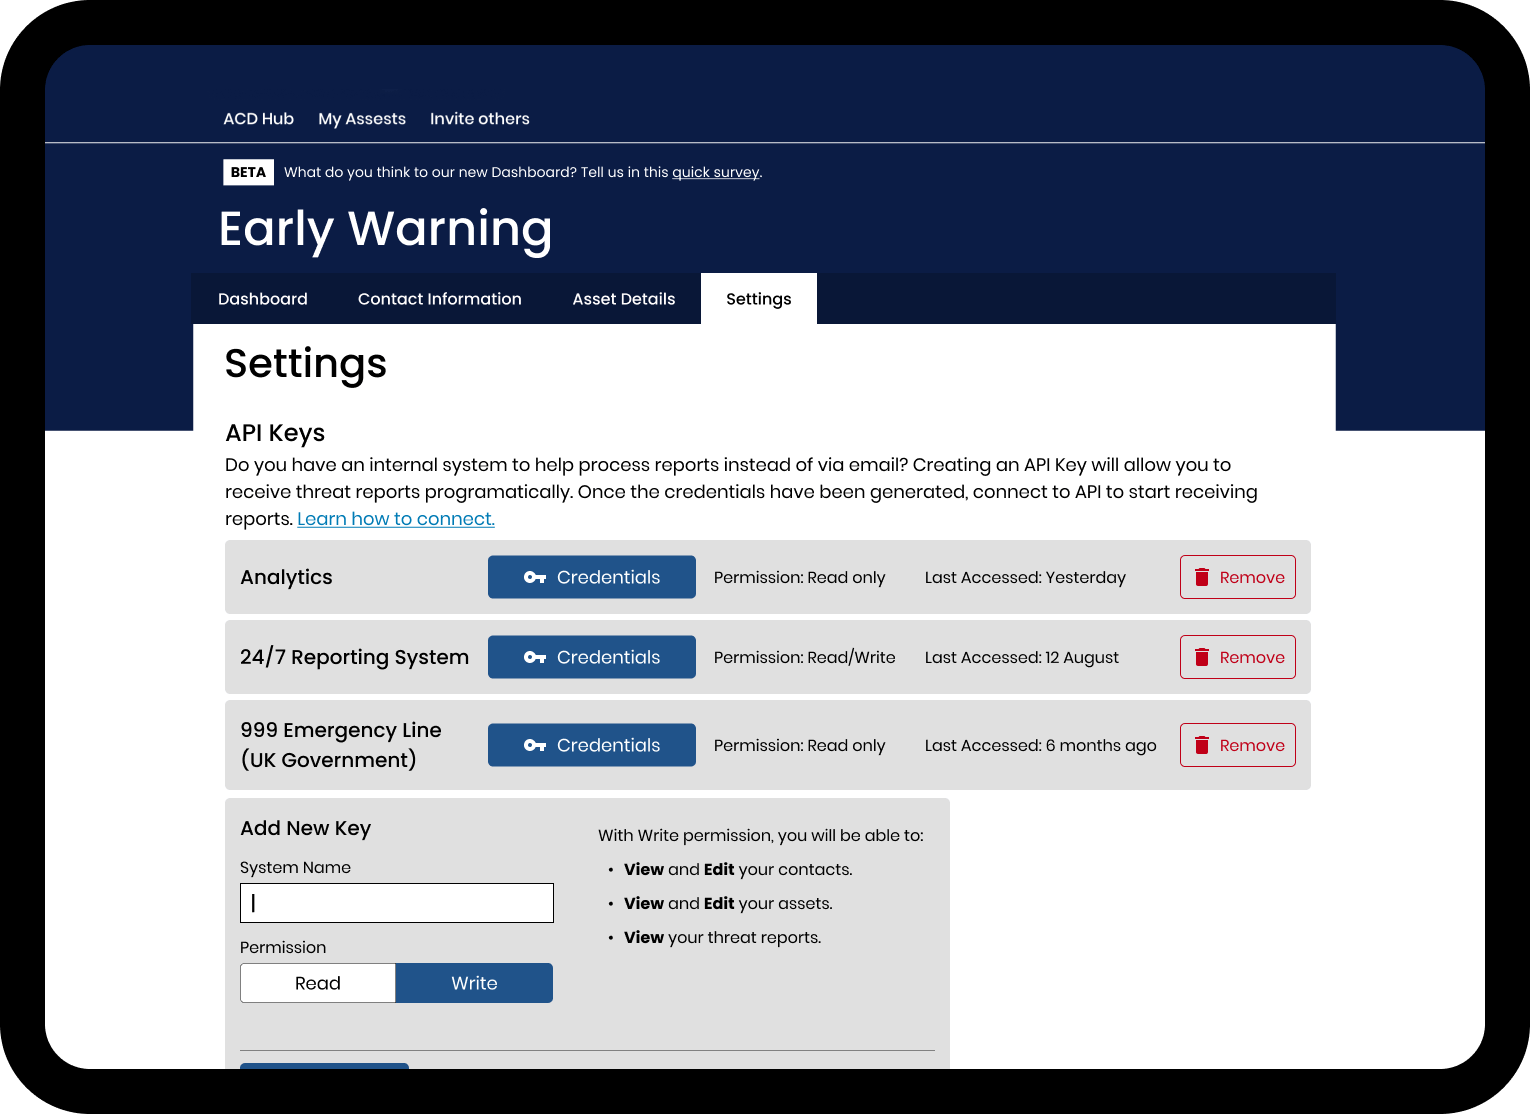 ACD Hub My Assests Invite others
BETA What do you think to our new Dashboard? Tell us in this quick survey.
Early Warning
Dashboard Contact Information Asset Details Settings
Settings
API Keys
Do you have an internal system to help process reports instead of via email? Creating an API Key will allow you to
receive threat reports programatically. Once the credentials have been generated, connect to API to start receiving
reports. Learn how to connect.
Analytics Credentials Permission: Read only Last Accessed: Yesterday Remove
24/7 Reporting System Credentials Permission: Read/Write Last Accessed: 12 August Remove
999 Emergency Line
(UK Government) Credentials Permission: Read only Last Accessed: 6 months ago Remove
Add New Key
System Name
Permission
Read Write
With Write permission, you will be able to:
• View and Edit your contacts.
• View and Edit your assets.
• View your threat reports.